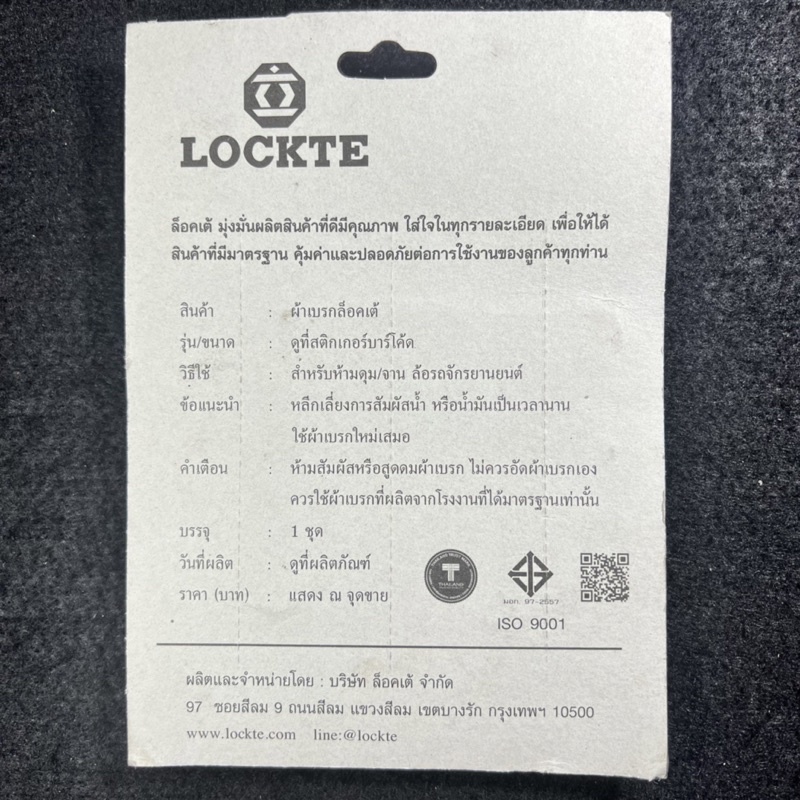 LOCKTE
ล็อคเต้ มุ่งมั่นผลิตสินค้าที่ดีมีคุณภาพ ใส่ใจในทุกรายละเอียด เพื่อให้ได้
สินค้าที่มีมาตรฐาน คุ้มค่าและปลอดภัยต่อการใช้งานของลูกค้าทุกท่าน
สินค้า : ผ้าเบรกล็อคเต้
รุ่น/ขนาด : ดูที่สติกเกอร์บาร์โค้ด
วิธีใช้ : สำหรับห้ามดุม/จาน ล้อรถจักรยานยนต์
ข้อแนะนำ : หลีกเลี่ยงการสัมผัสน้ำ หรือน้ำมันเป็นเวลานาน
ใช้ผ้าเบรกใหม่เสมอ
คำเตือน : ห้ามสัมผัสหรือสูดดมผ้าเบรก ไม่ควรอัดผ้าเบรกเอง
ควรใช้ผ้าเบรกที่ผลิตจากโรงงานที่ได้มาตรฐานเท่านั้น
บรรจุ : 1 ชุด
วันที่ผลิต : ดูที่ผลิตภัณฑ์
ราคา (บาท) : แสดง ณ จุดขาย
T
THAILAND
มอก. 97-2557
ISO 9001
ผลิตและจำหน่ายโดย : บริษัท ล็อคเต้ จำกัด
97 ซอยสีลม 9 ถนนสีลม แขวงสีลม เขตบางรัก กรุงเทพฯ 10500
www.lockte.com line:@lockte